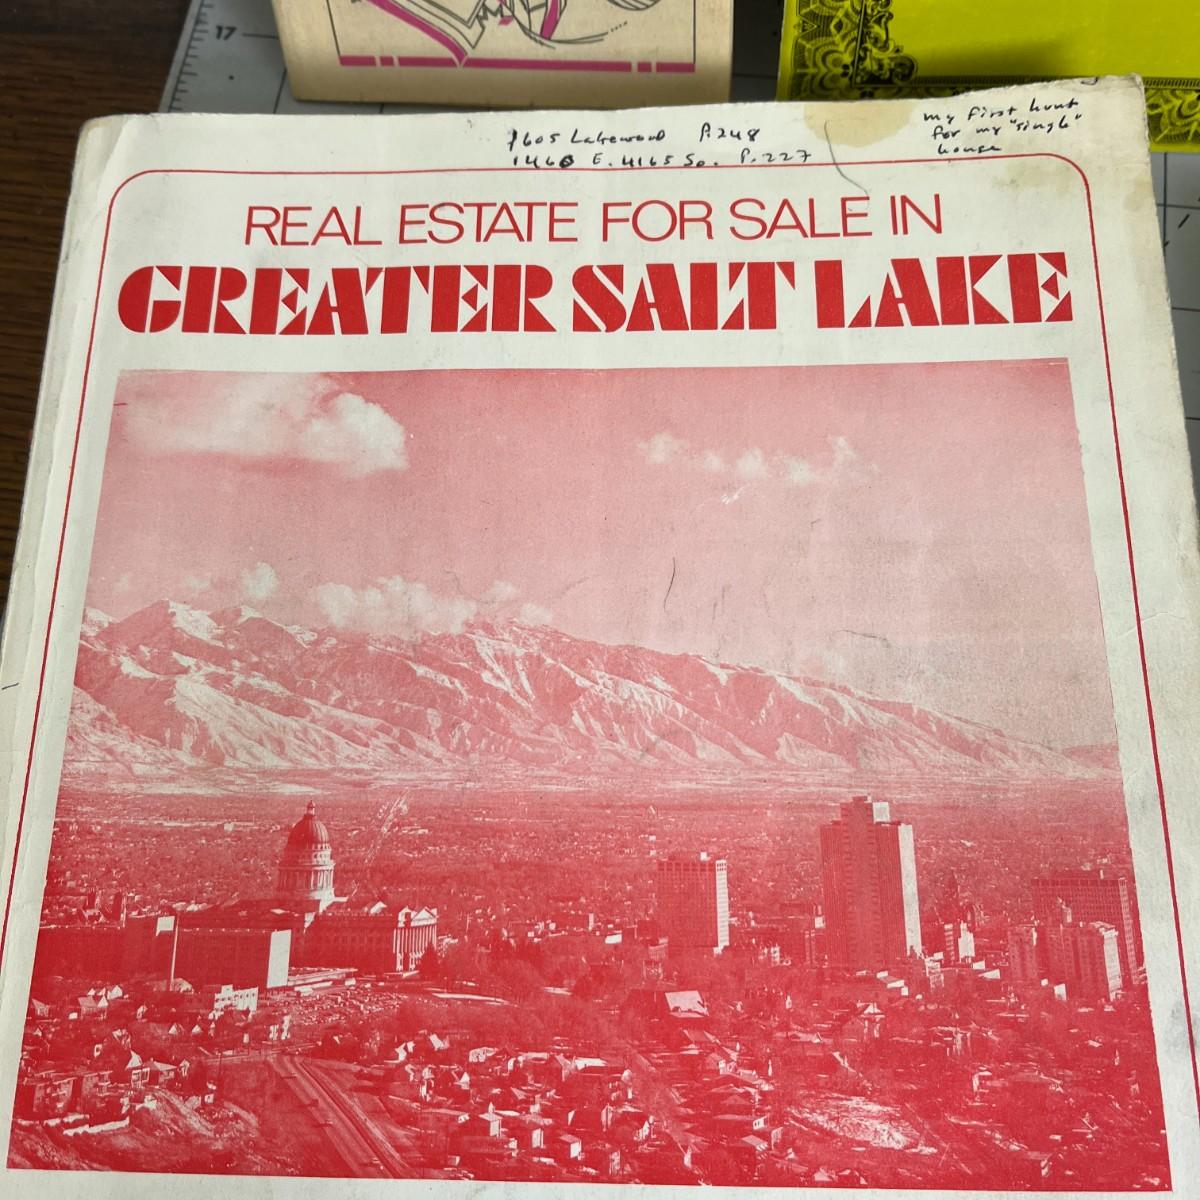 17
1605 Lakewood P. 248
1460 E. 4165 So. P. 227
my first hunt
for my "single"
house
REAL ESTATE FOR SALE IN
GREATER SALT LAKE